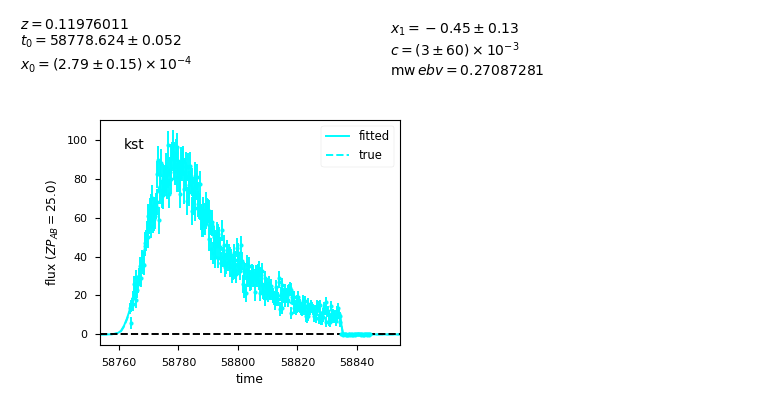 z = 0.11976011
t₀ = 58778.624 ± 0.052
x₀ = (2.79 ± 0.15) × 10⁻⁴
x₁ = − 0.45 ± 0.13
c = (3 ± 60) × 10⁻³
mw ebv = 0.27087281
kst
fitted
true
100
80
60
40
20
0
flux (ZP_AB = 25.0)
58760 58780 58800 58820 58840
time